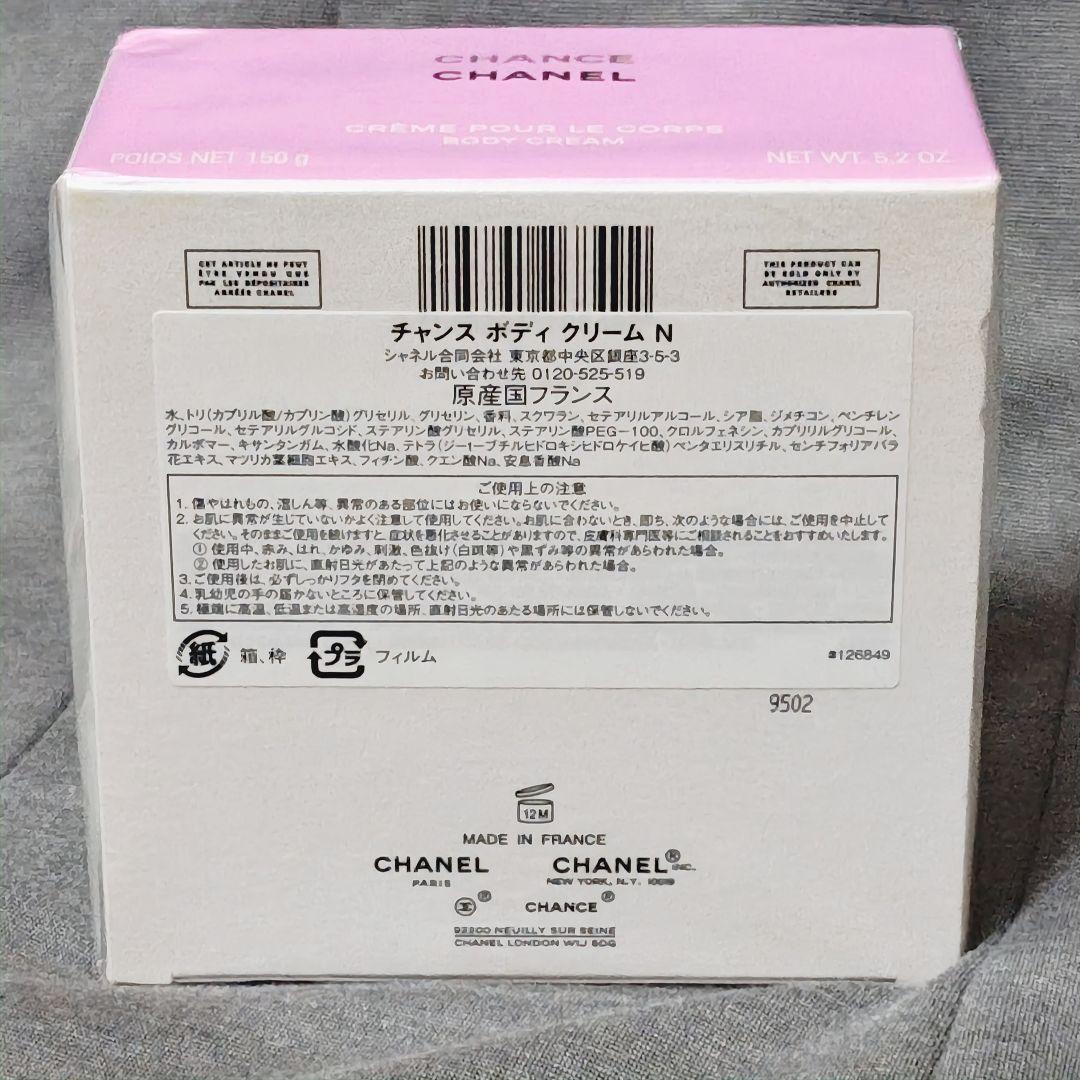 CHANCE
CHANEL
CRÈME POUR LE CORPS
BODY CREAM
POIDS NET 150 g
NET WT. 5.2 OZ.
CET ARTICLE NE PEUT
ÊTRE VENDU QUE
PAR LES DÉPOSITAIRES
AGRÉÉS CHANEL
THIS PRODUCT CAN
BE SOLD ONLY BY
AUTHORIZED CHANEL
RETAILERS
チャンス ボディ クリーム N
シャネル合同会社 東京都中央区銀座3-5-3
お問い合わせ先 0120-525-519
原産国フランス
水、トリ(カプリル酸/カプリン酸)グリセリル、グリセリン、香料、スクワラン、セテアリルアルコール、シア脂、ジメチコン、ペンチレン
グリコール、セテアリルグルコシド、ステアリン酸グリセリル、ステアリン酸PEG-100、クロルフェネシン、カプリリルグリコール、
カルボマー、キサンタンガム、水酸化Na、テトラ(ジ-t-ブチルヒドロキシヒドロケイヒ酸)ペンタエリスリチル、センチフォリアバラ
花エキス、マツリカ葉細胞エキス、フィチン酸、クエン酸Na、安息香酸Na
ご使用上の注意
1. 傷やはれもの、湿しん等、異常のある部位にはお使いにならないでください。
2. お肌に異常が生じていないかよく注意して使用してください。お肌に合わないとき、即ち、次のような場合には、ご使用を中止して
ください。そのままご使用を続けますと、症状を悪化させることがありますので、皮膚科専門医等にご相談されることをおすすめいたします。
① 使用中、赤み、はれ、かゆみ、刺激、色抜け(白斑等)や黒ずみ等の異常があらわれた場合。
② 使用したお肌に、直射日光があたって上記のような異常があらわれた場合。
3. ご使用後は、必ずしっかりフタを閉めてください。
4. 乳幼児の手の届かないところに保管してください。
5. 極端に高温、低温または高湿度の場所、直射日光のあたる場所には保管しないでください。
紙 箱、枠 プラ フィルム
126849
9502
12M
MADE IN FRANCE
CHANEL CHANEL® INC.
PARIS NEW YORK, N.Y. 10019
® CHANCE®
92200 NEUILLY SUR SEINE
CHANEL LONDON W1J 6DG